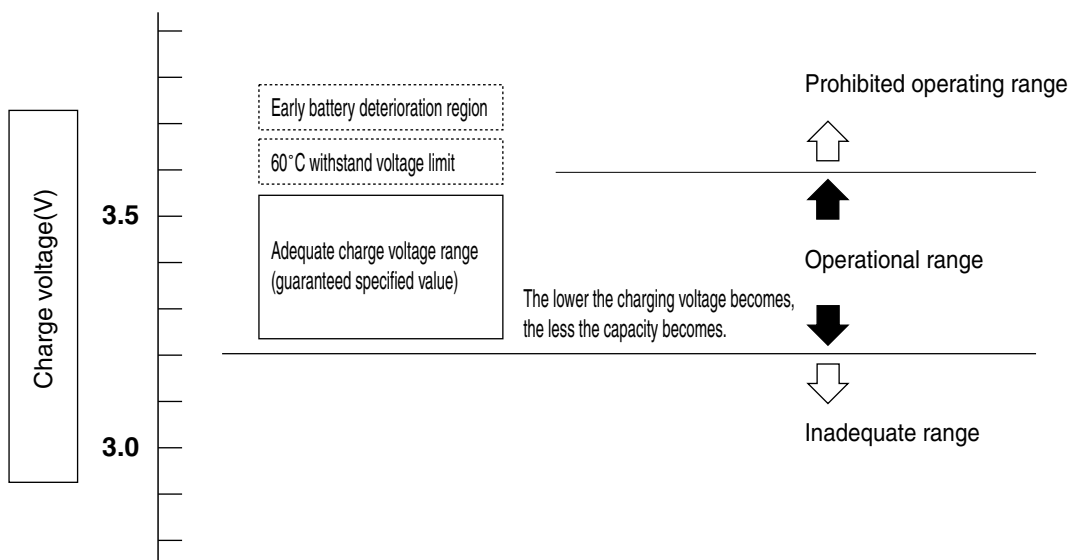 Charge voltage(V)
3.5
3.0
Early battery deterioration region
60°C withstand voltage limit
Adequate charge voltage range
(guaranteed specified value)
The lower the charging voltage becomes,
the less the capacity becomes.
Prohibited operating range
Operational range
Inadequate range